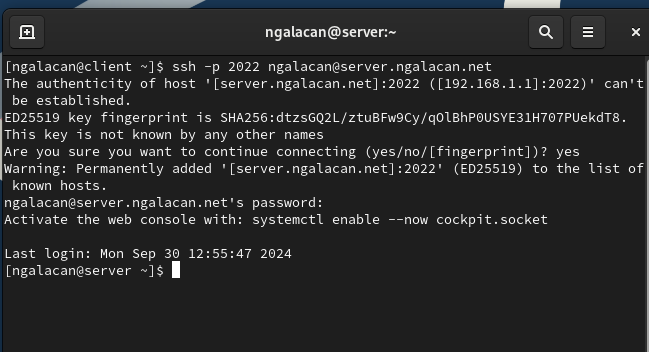 ngalacan@server:~
[ngalacan@client ~]$ ssh -p 2022 ngalacan@server.ngalacan.net
The authenticity of host '[server.ngalacan.net]:2022 ([192.168.1.1]:2022)' can't
 be established.
ED25519 key fingerprint is SHA256:dtzsGQ2L/ztuBFw9Cy/qOlBhP0USYE31H707PUekdT8.
This key is not known by any other names
Are you sure you want to continue connecting (yes/no/[fingerprint])? yes
Warning: Permanently added '[server.ngalacan.net]:2022' (ED25519) to the list of
 known hosts.
ngalacan@server.ngalacan.net's password:
Activate the web console with: systemctl enable --now cockpit.socket
Last login: Mon Sep 30 12:55:47 2024
[ngalacan@server ~]$